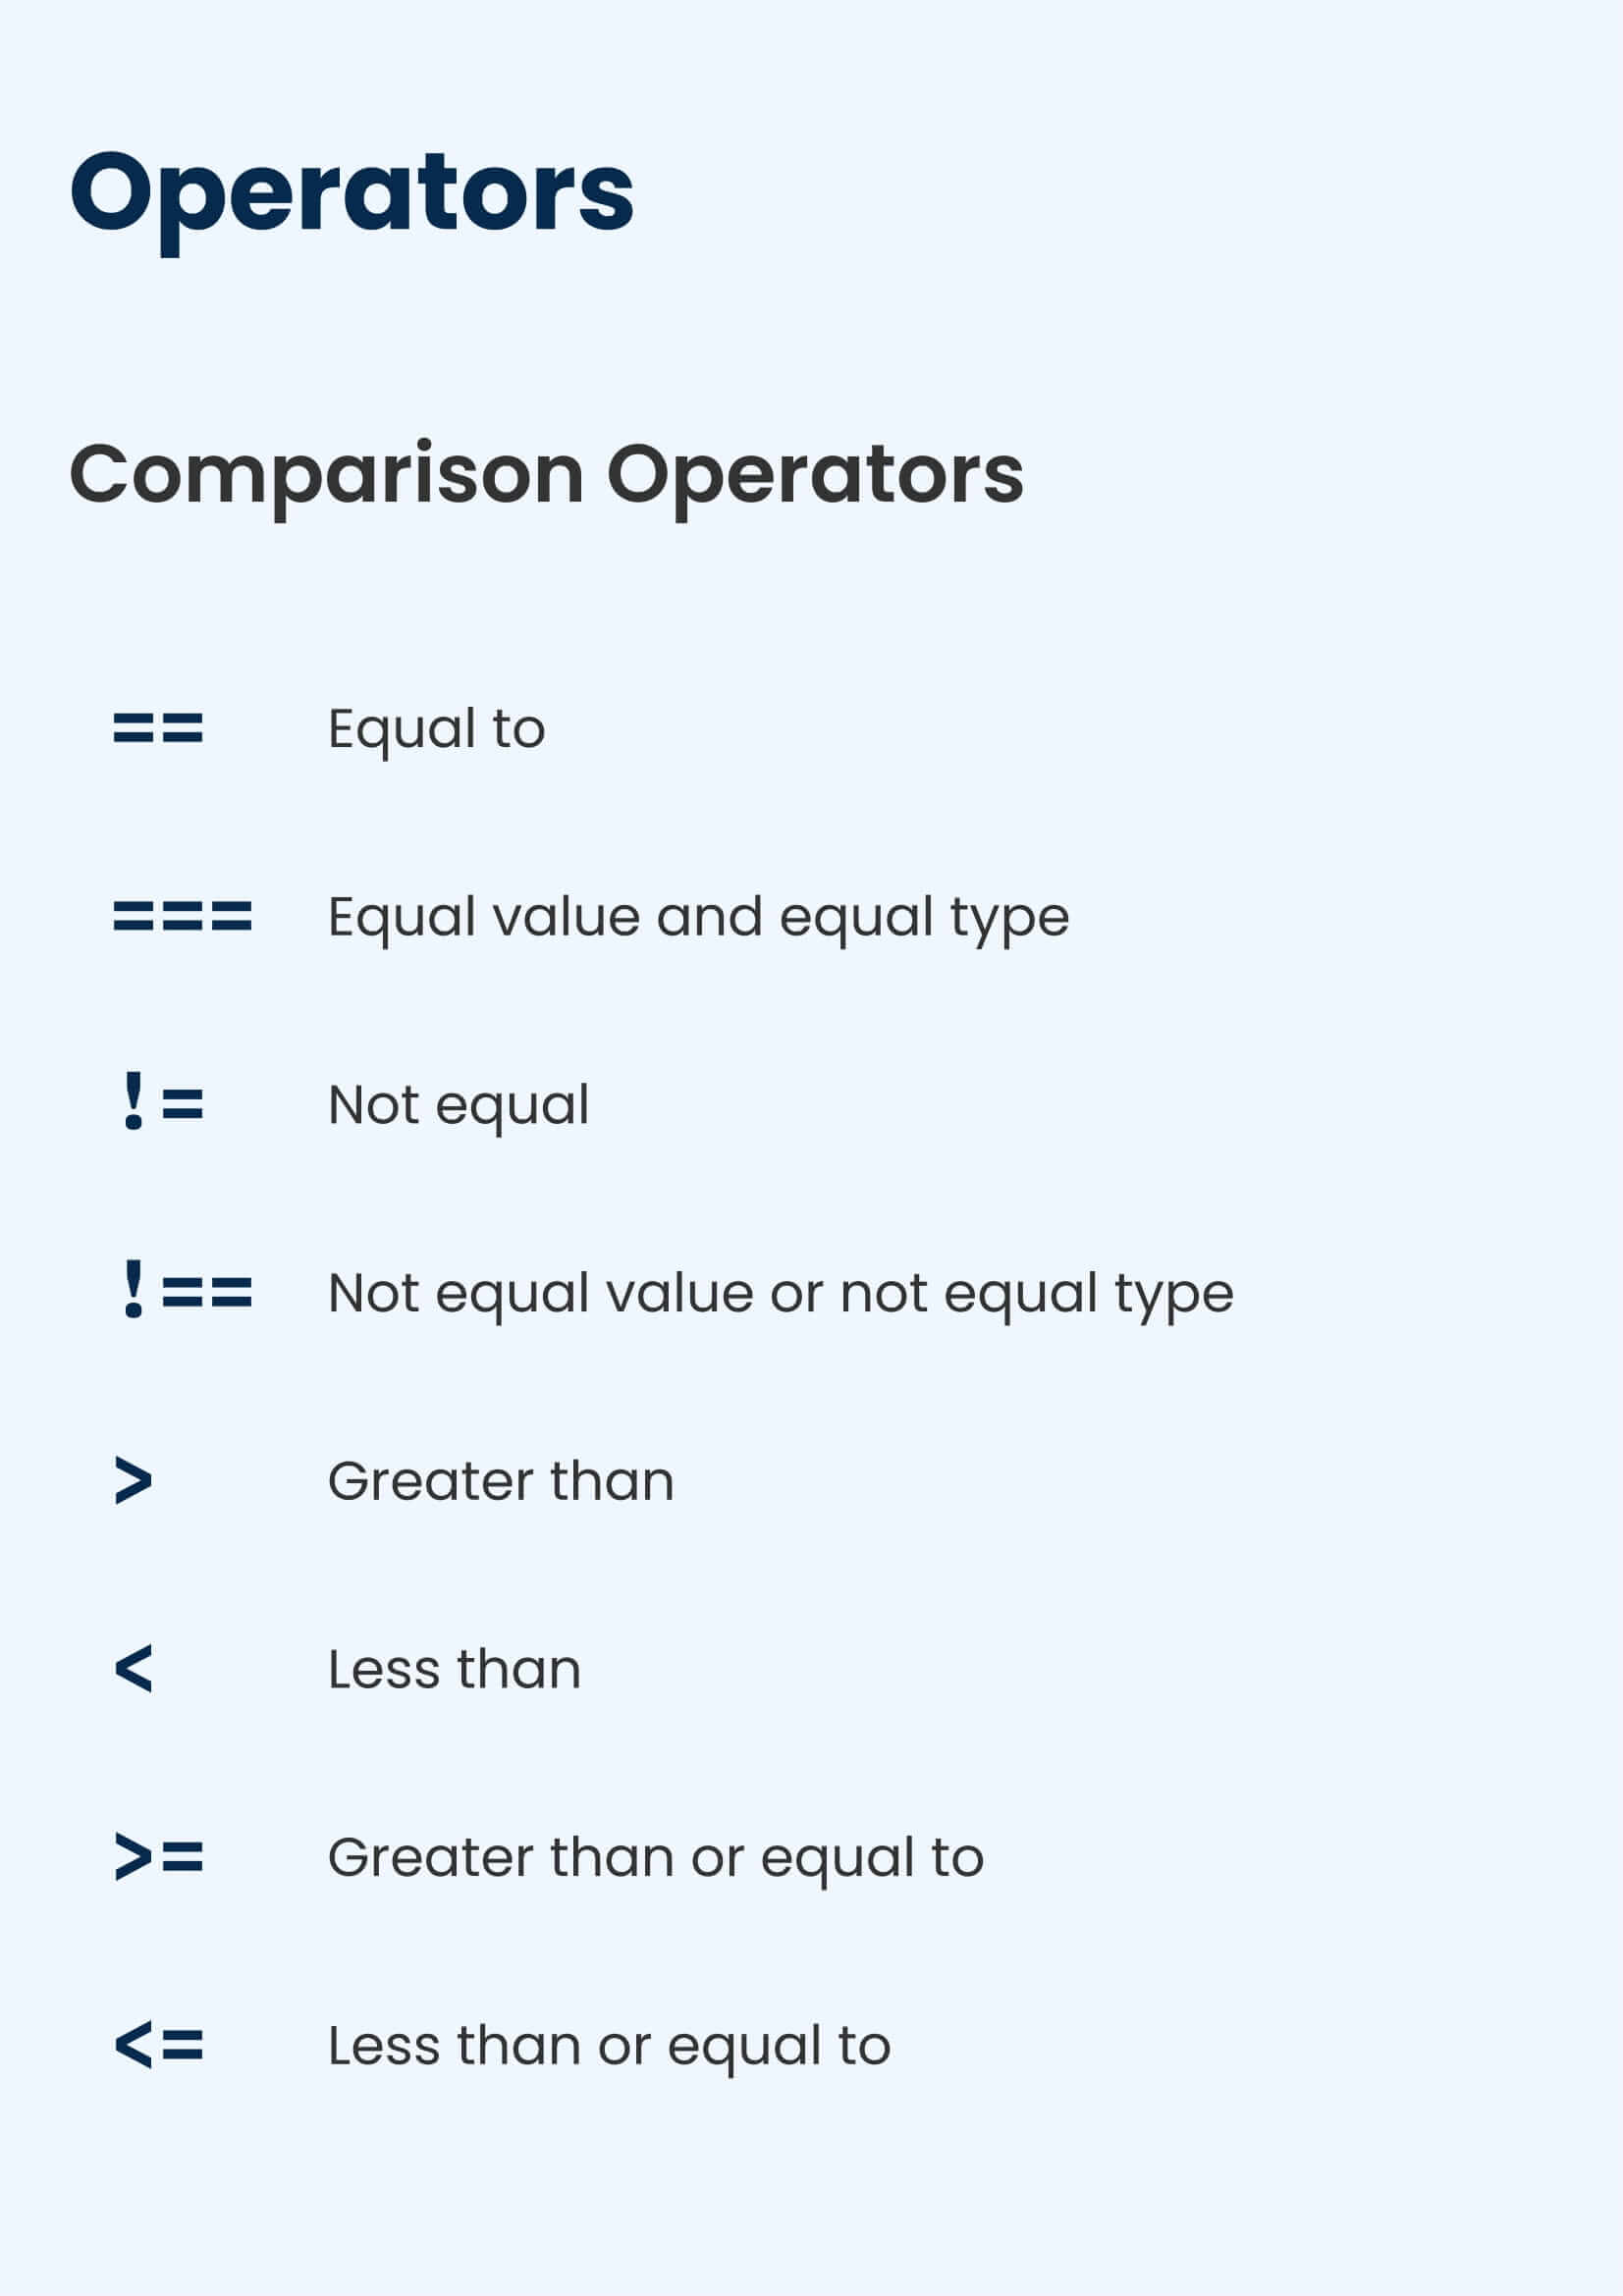 Operators
Comparison Operators
== Equal to
=== Equal value and equal type
!= Not equal
!== Not equal value or not equal type
> Greater than
< Less than
>= Greater than or equal to
<= Less than or equal to